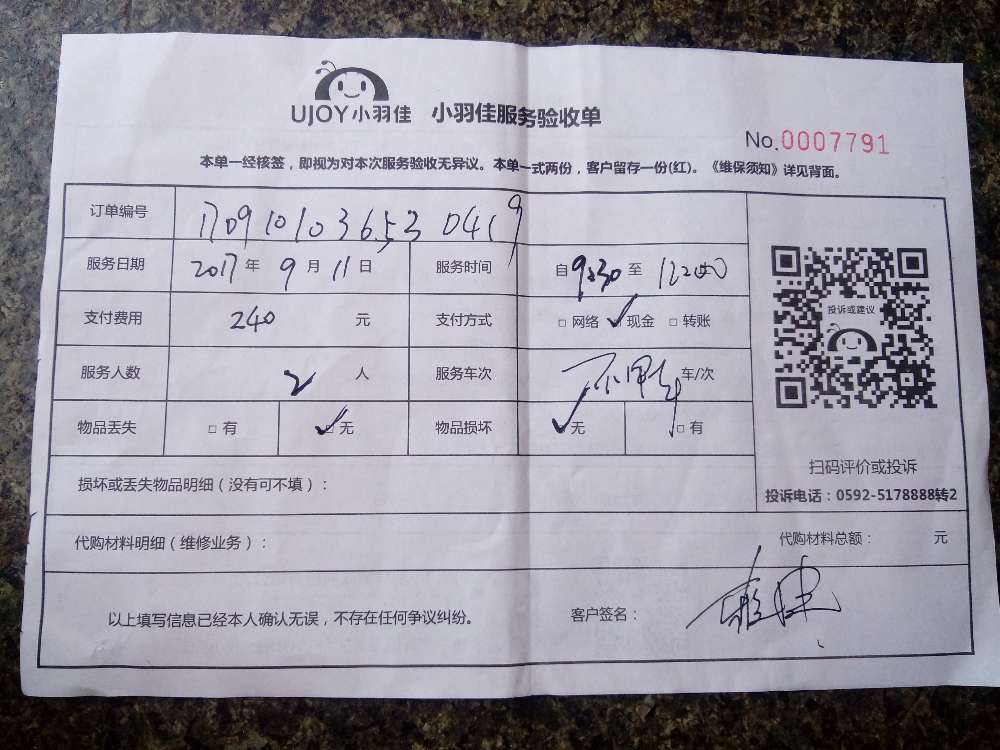 UJOY小羽佳 小羽佳服务验收单
No.0007791
本单一经核签，即视为对本次服务验收无异议。本单一式两份，客户留存一份(红)。《维保须知》详见背面。
订单编号 170910103653 0419
服务日期 2017年 9月 11日 服务时间 自9:30至
支付费用 240 元 支付方式 □网络 ✓现金 □转账
服务人数 2 人 服务车次 车/次
物品丢失 □有 ✓无 物品损坏 ✓无 □有
投诉或建议
扫码评价或投诉
投诉电话：0592-5178888转2
损坏或丢失物品明细（没有可不填）：
代购材料明细（维修业务）： 代购材料总额： 元
以上填写信息已经本人确认无误，不存在任何争议纠纷。 客户签名：